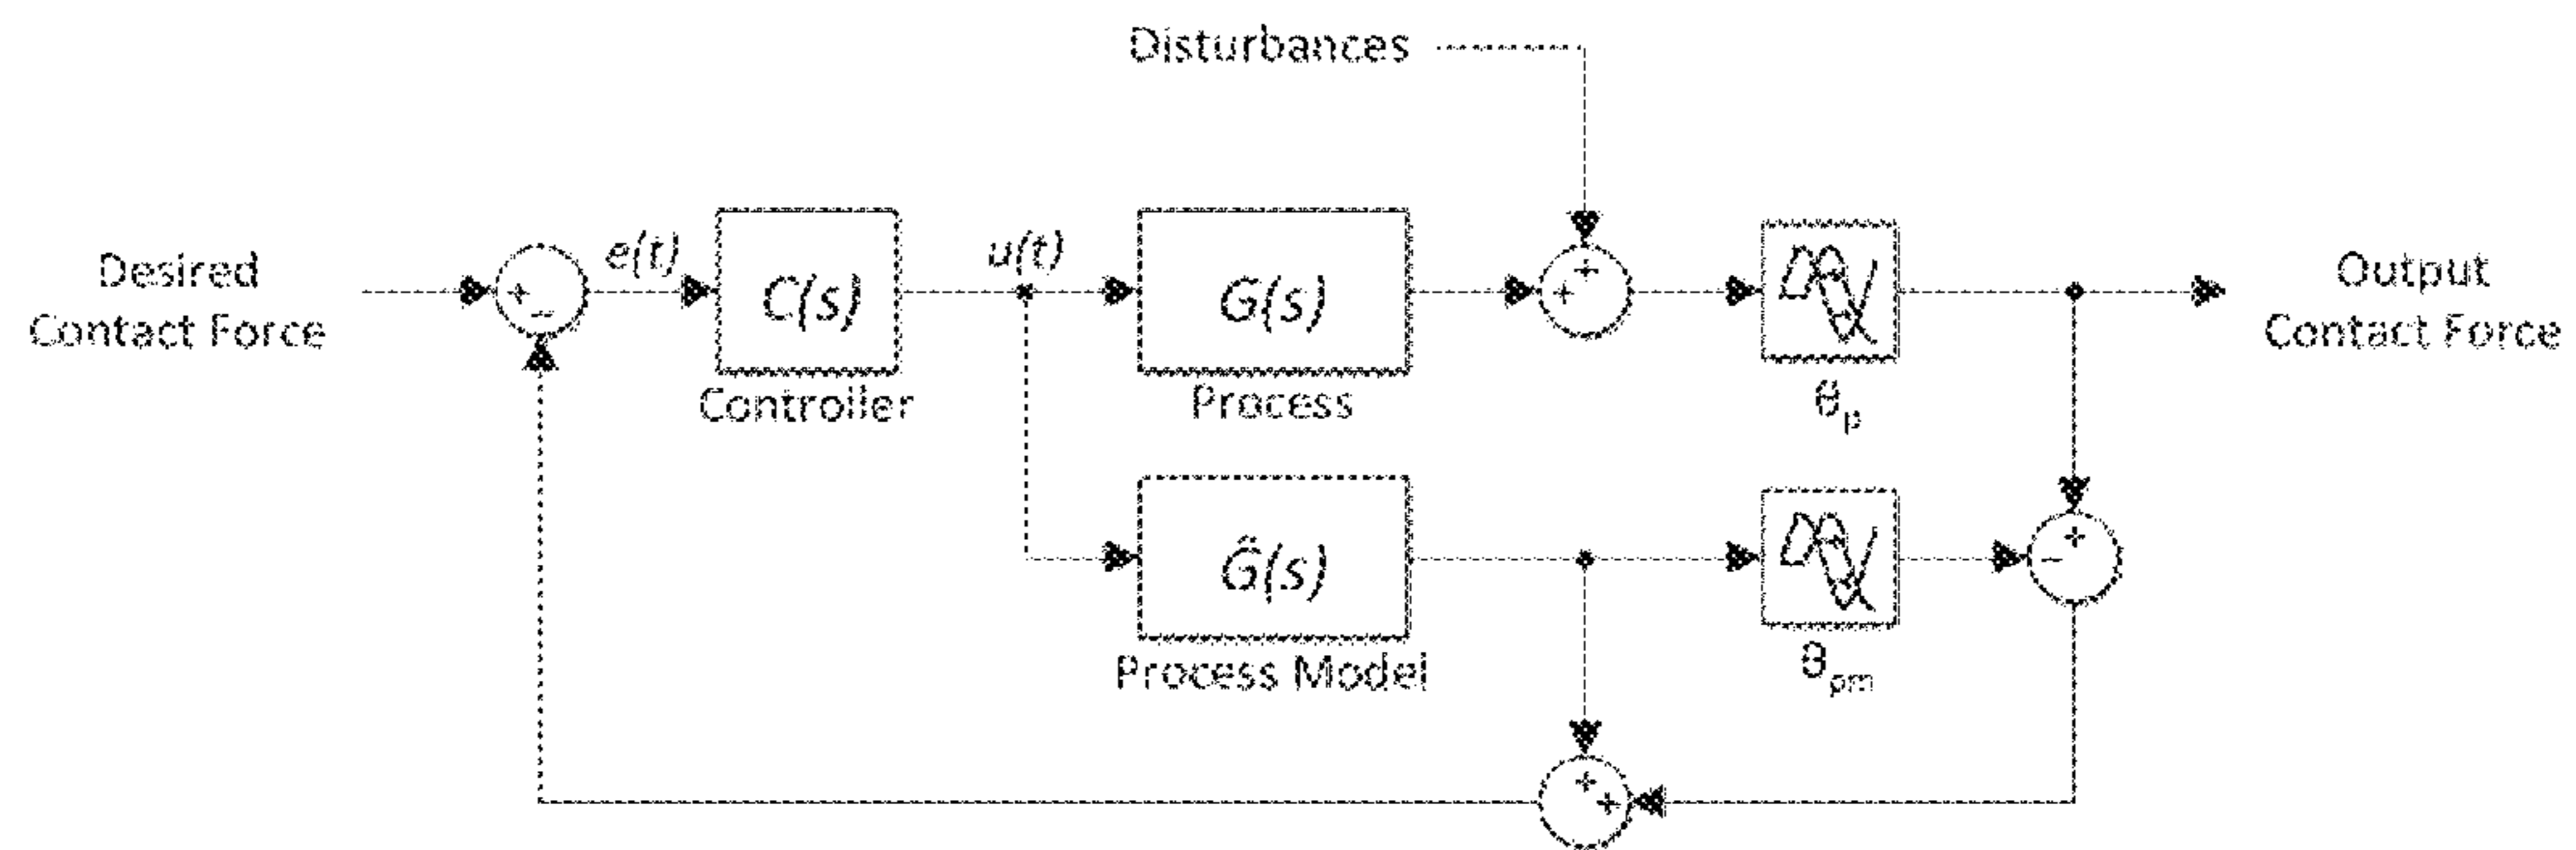 Disturbances
Desired
Contact Force
+
−
e(t)
C(s)
Controller
u(t)
G(s)
Process
+
+
θp
Output
Contact Force
Ĝ(s)
Process Model
θpm
+
−
+
+